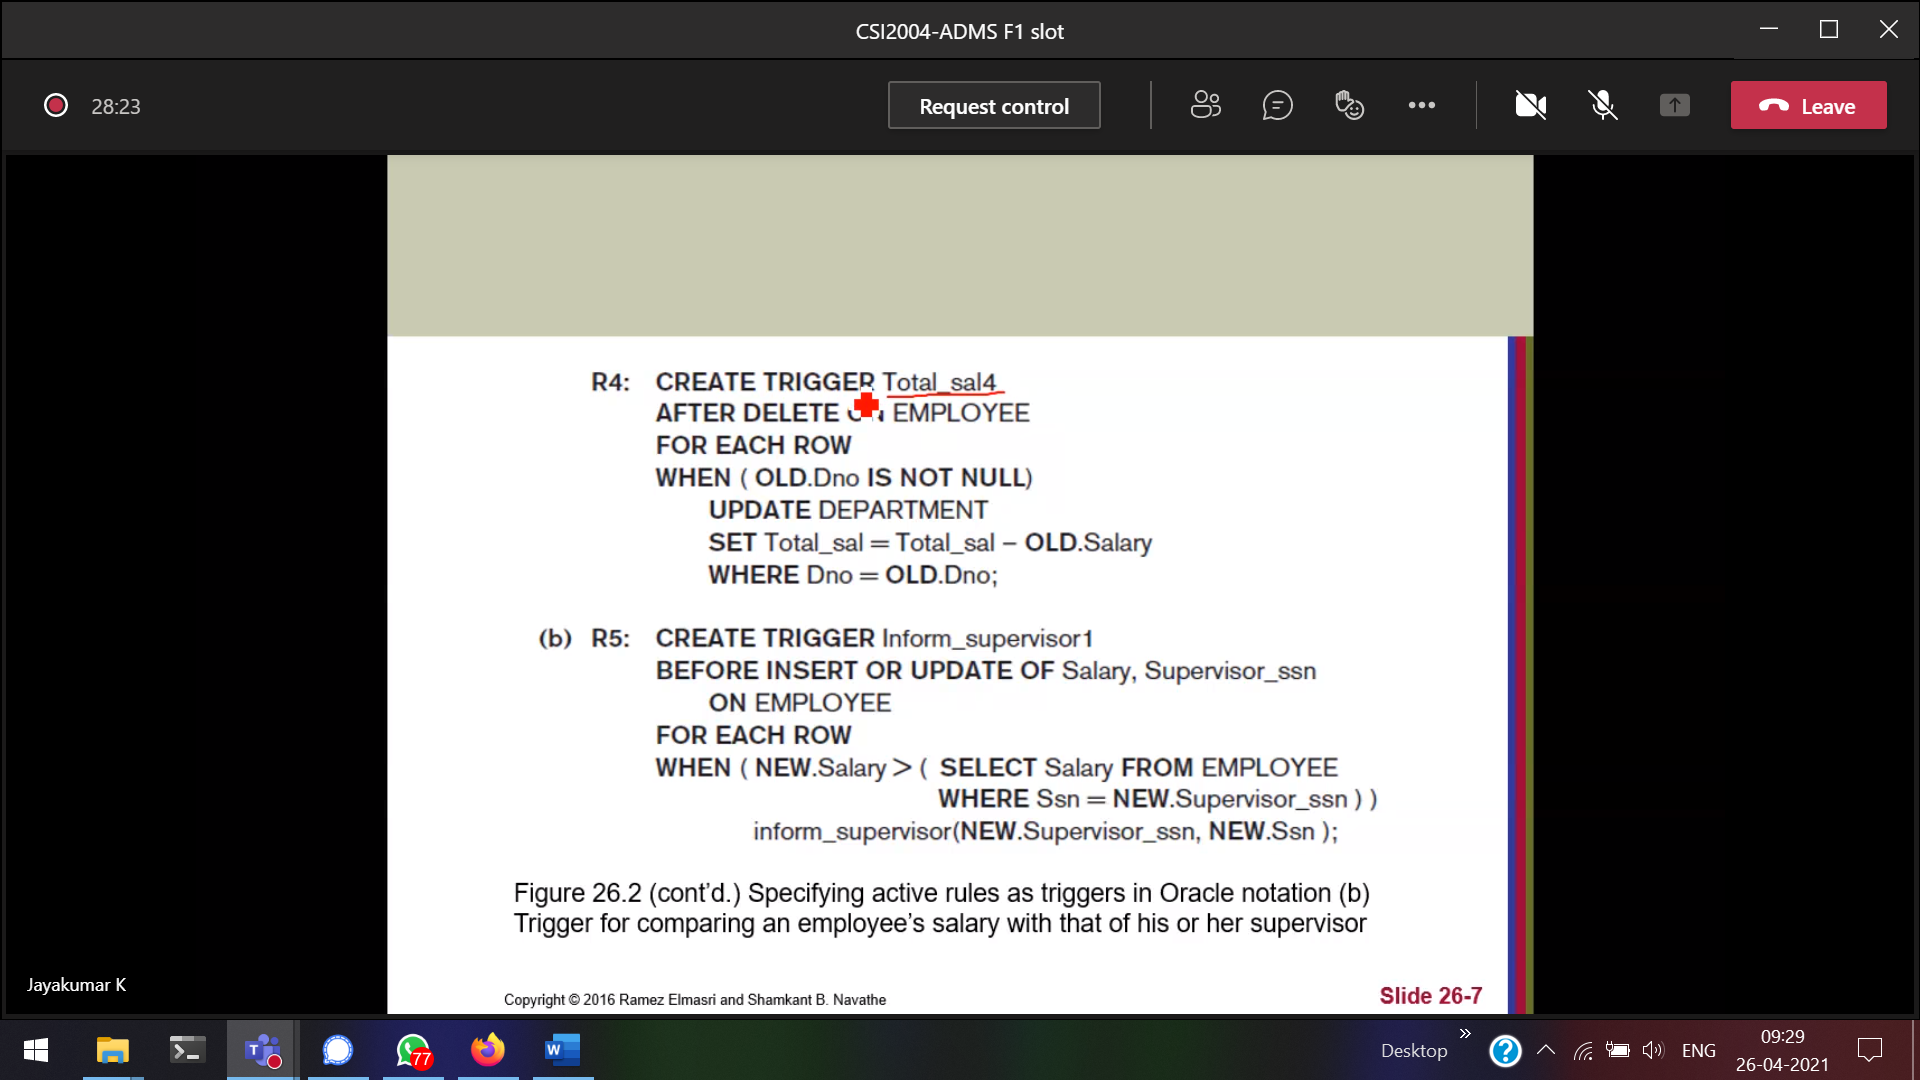 CSI2004-ADMS F1 slot
28:23
Request control
Leave
R4: CREATE TRIGGER Total_sal4
AFTER DELETE ON EMPLOYEE
FOR EACH ROW
WHEN ( OLD.Dno IS NOT NULL)
UPDATE DEPARTMENT
SET Total_sal = Total_sal – OLD.Salary
WHERE Dno = OLD.Dno;
(b) R5: CREATE TRIGGER Inform_supervisor1
BEFORE INSERT OR UPDATE OF Salary, Supervisor_ssn
ON EMPLOYEE
FOR EACH ROW
WHEN ( NEW.Salary > ( SELECT Salary FROM EMPLOYEE
WHERE Ssn = NEW.Supervisor_ssn ) )
inform_supervisor(NEW.Supervisor_ssn, NEW.Ssn );
Figure 26.2 (cont’d.) Specifying active rules as triggers in Oracle notation (b)
Trigger for comparing an employee’s salary with that of his or her supervisor
Jayakumar K
Copyright © 2016 Ramez Elmasri and Shamkant B. Navathe
Slide 26-7
77
Desktop
ENG
09:29
26-04-2021